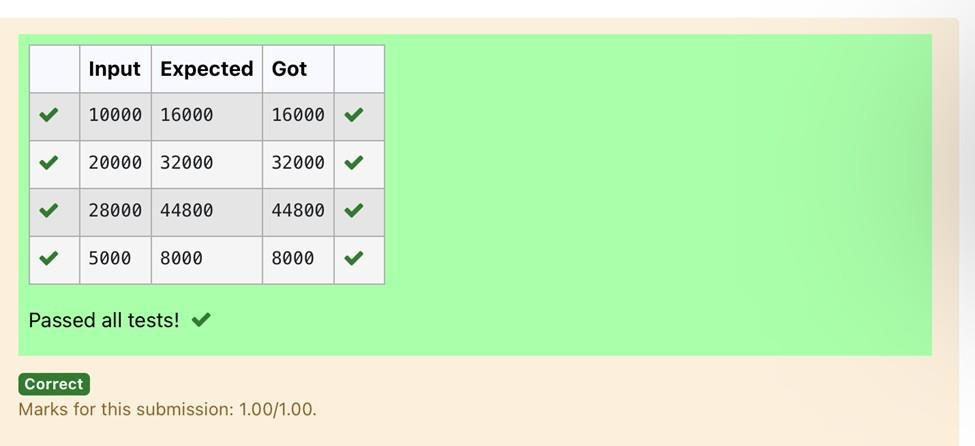 Input Expected Got
10000 16000 16000
20000 32000 32000
28000 44800 44800
5000 8000 8000
Passed all tests!
Correct
Marks for this submission: 1.00/1.00.